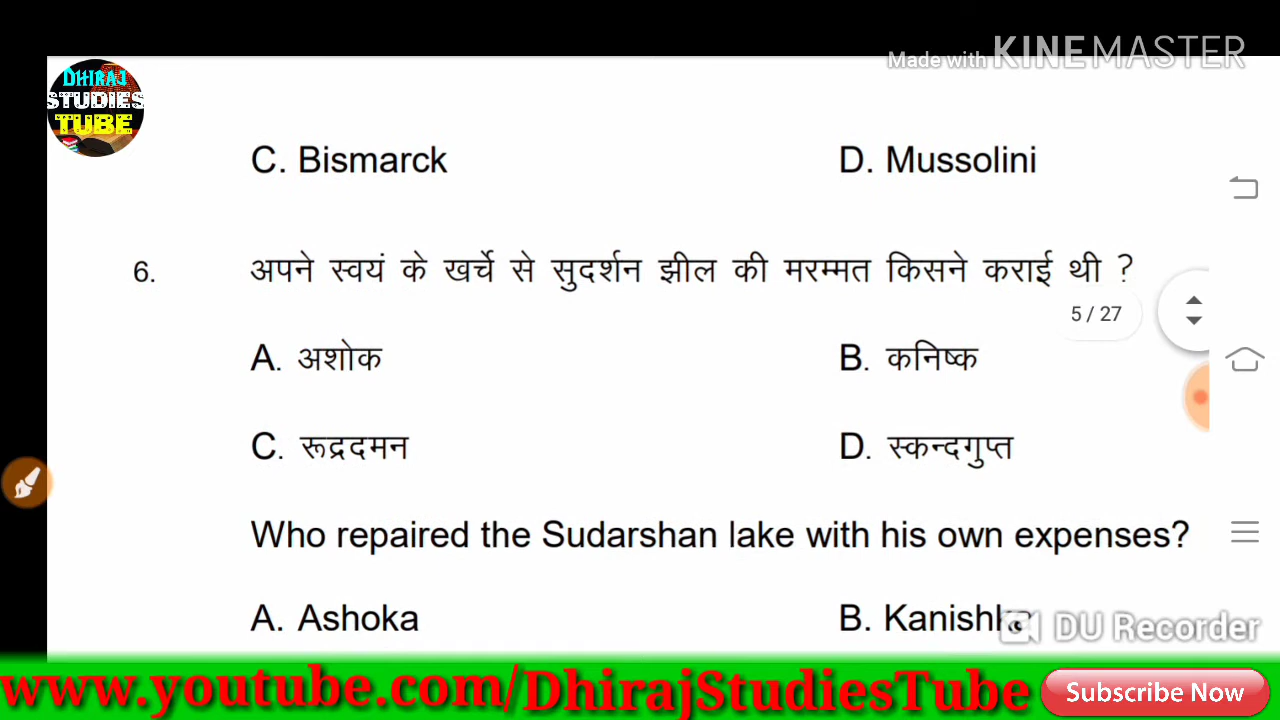 Made with KINEMASTER
DHIRAJ
STUDIES
TUBE
C. Bismarck D. Mussolini
6. अपने स्वयं के खर्चे से सुदर्शन झील की मरम्मत किसने कराई थी ?
5 / 27
A. अशोक B. कनिष्क
C. रूद्रदमन D. स्कन्दगुप्त
Who repaired the Sudarshan lake with his own expenses?
A. Ashoka B. Kanishka
DU Recorder
www.youtube.com/DhirajStudiesTube Subscribe Now